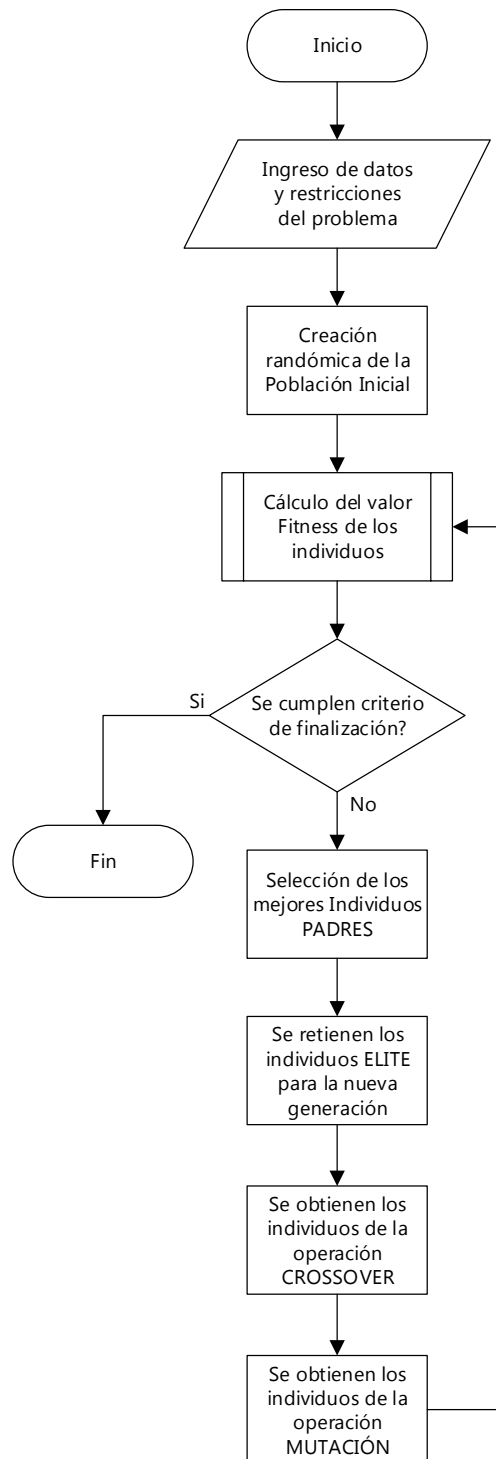 Inicio
Ingreso de datos
y restricciones
del problema
Creación
randómica de la
Población Inicial
Cálculo del valor
Fitness de los
individuos
Si
Se cumplen criterio
de finalización?
No
Fin
Selección de los
mejores Individuos
PADRES
Se retienen los
individuos ELITE
para la nueva
generación
Se obtienen los
individuos de la
operación
CROSSOVER
Se obtienen los
individuos de la
operación
MUTACIÓN